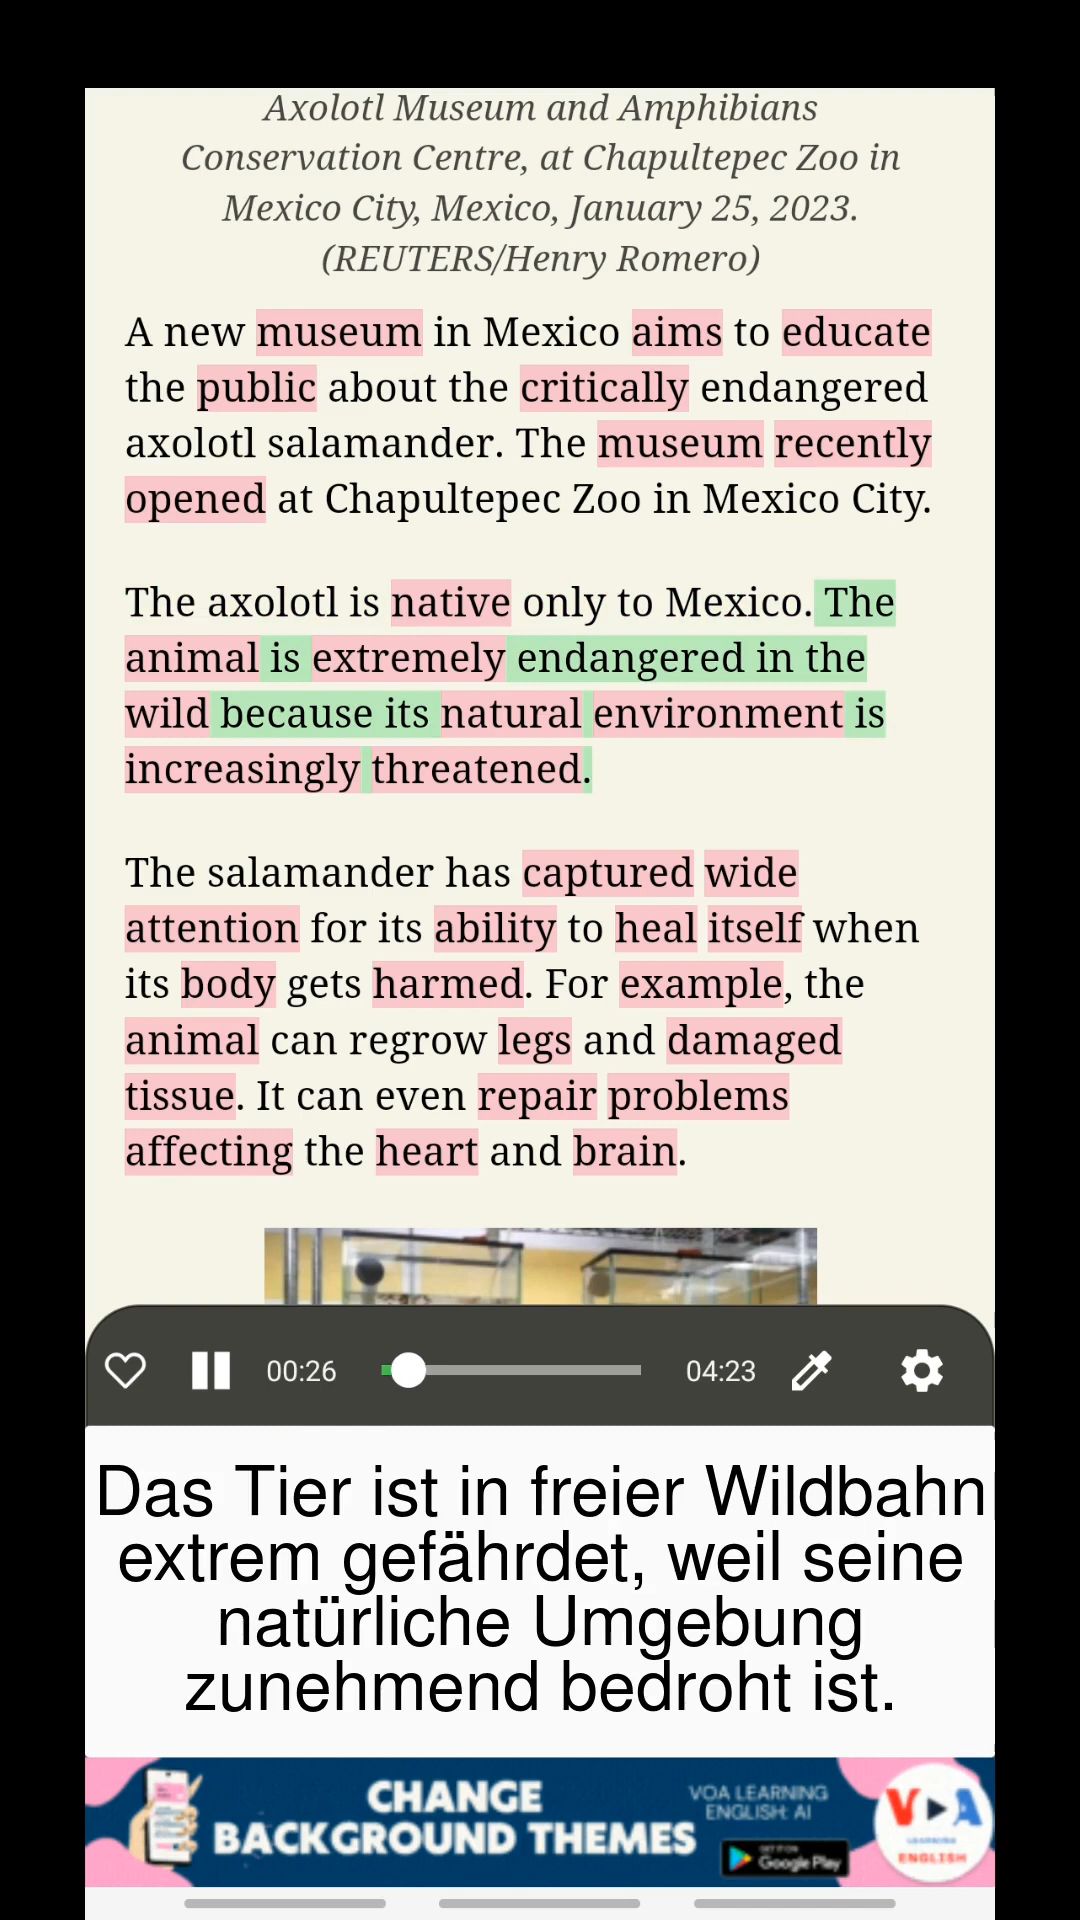 Axolotl Museum and Amphibians
Conservation Centre, at Chapultepec Zoo in
Mexico City, Mexico, January 25, 2023.
(REUTERS/Henry Romero)
A new museum in Mexico aims to educate
the public about the critically endangered
axolotl salamander. The museum recently
opened at Chapultepec Zoo in Mexico City.
The axolotl is native only to Mexico. The
animal is extremely endangered in the
wild because its natural environment is
increasingly threatened.
The salamander has captured wide
attention for its ability to heal itself when
its body gets harmed. For example, the
animal can regrow legs and damaged
tissue. It can even repair problems
affecting the heart and brain.
00:26
04:23
Das Tier ist in freier Wildbahn
extrem gefährdet, weil seine
natürliche Umgebung
zunehmend bedroht ist.
CHANGE
BACKGROUND THEMES
VOA LEARNING
ENGLISH: AI
GET IT ON
Google Play
VOA
LEARNING
ENGLISH